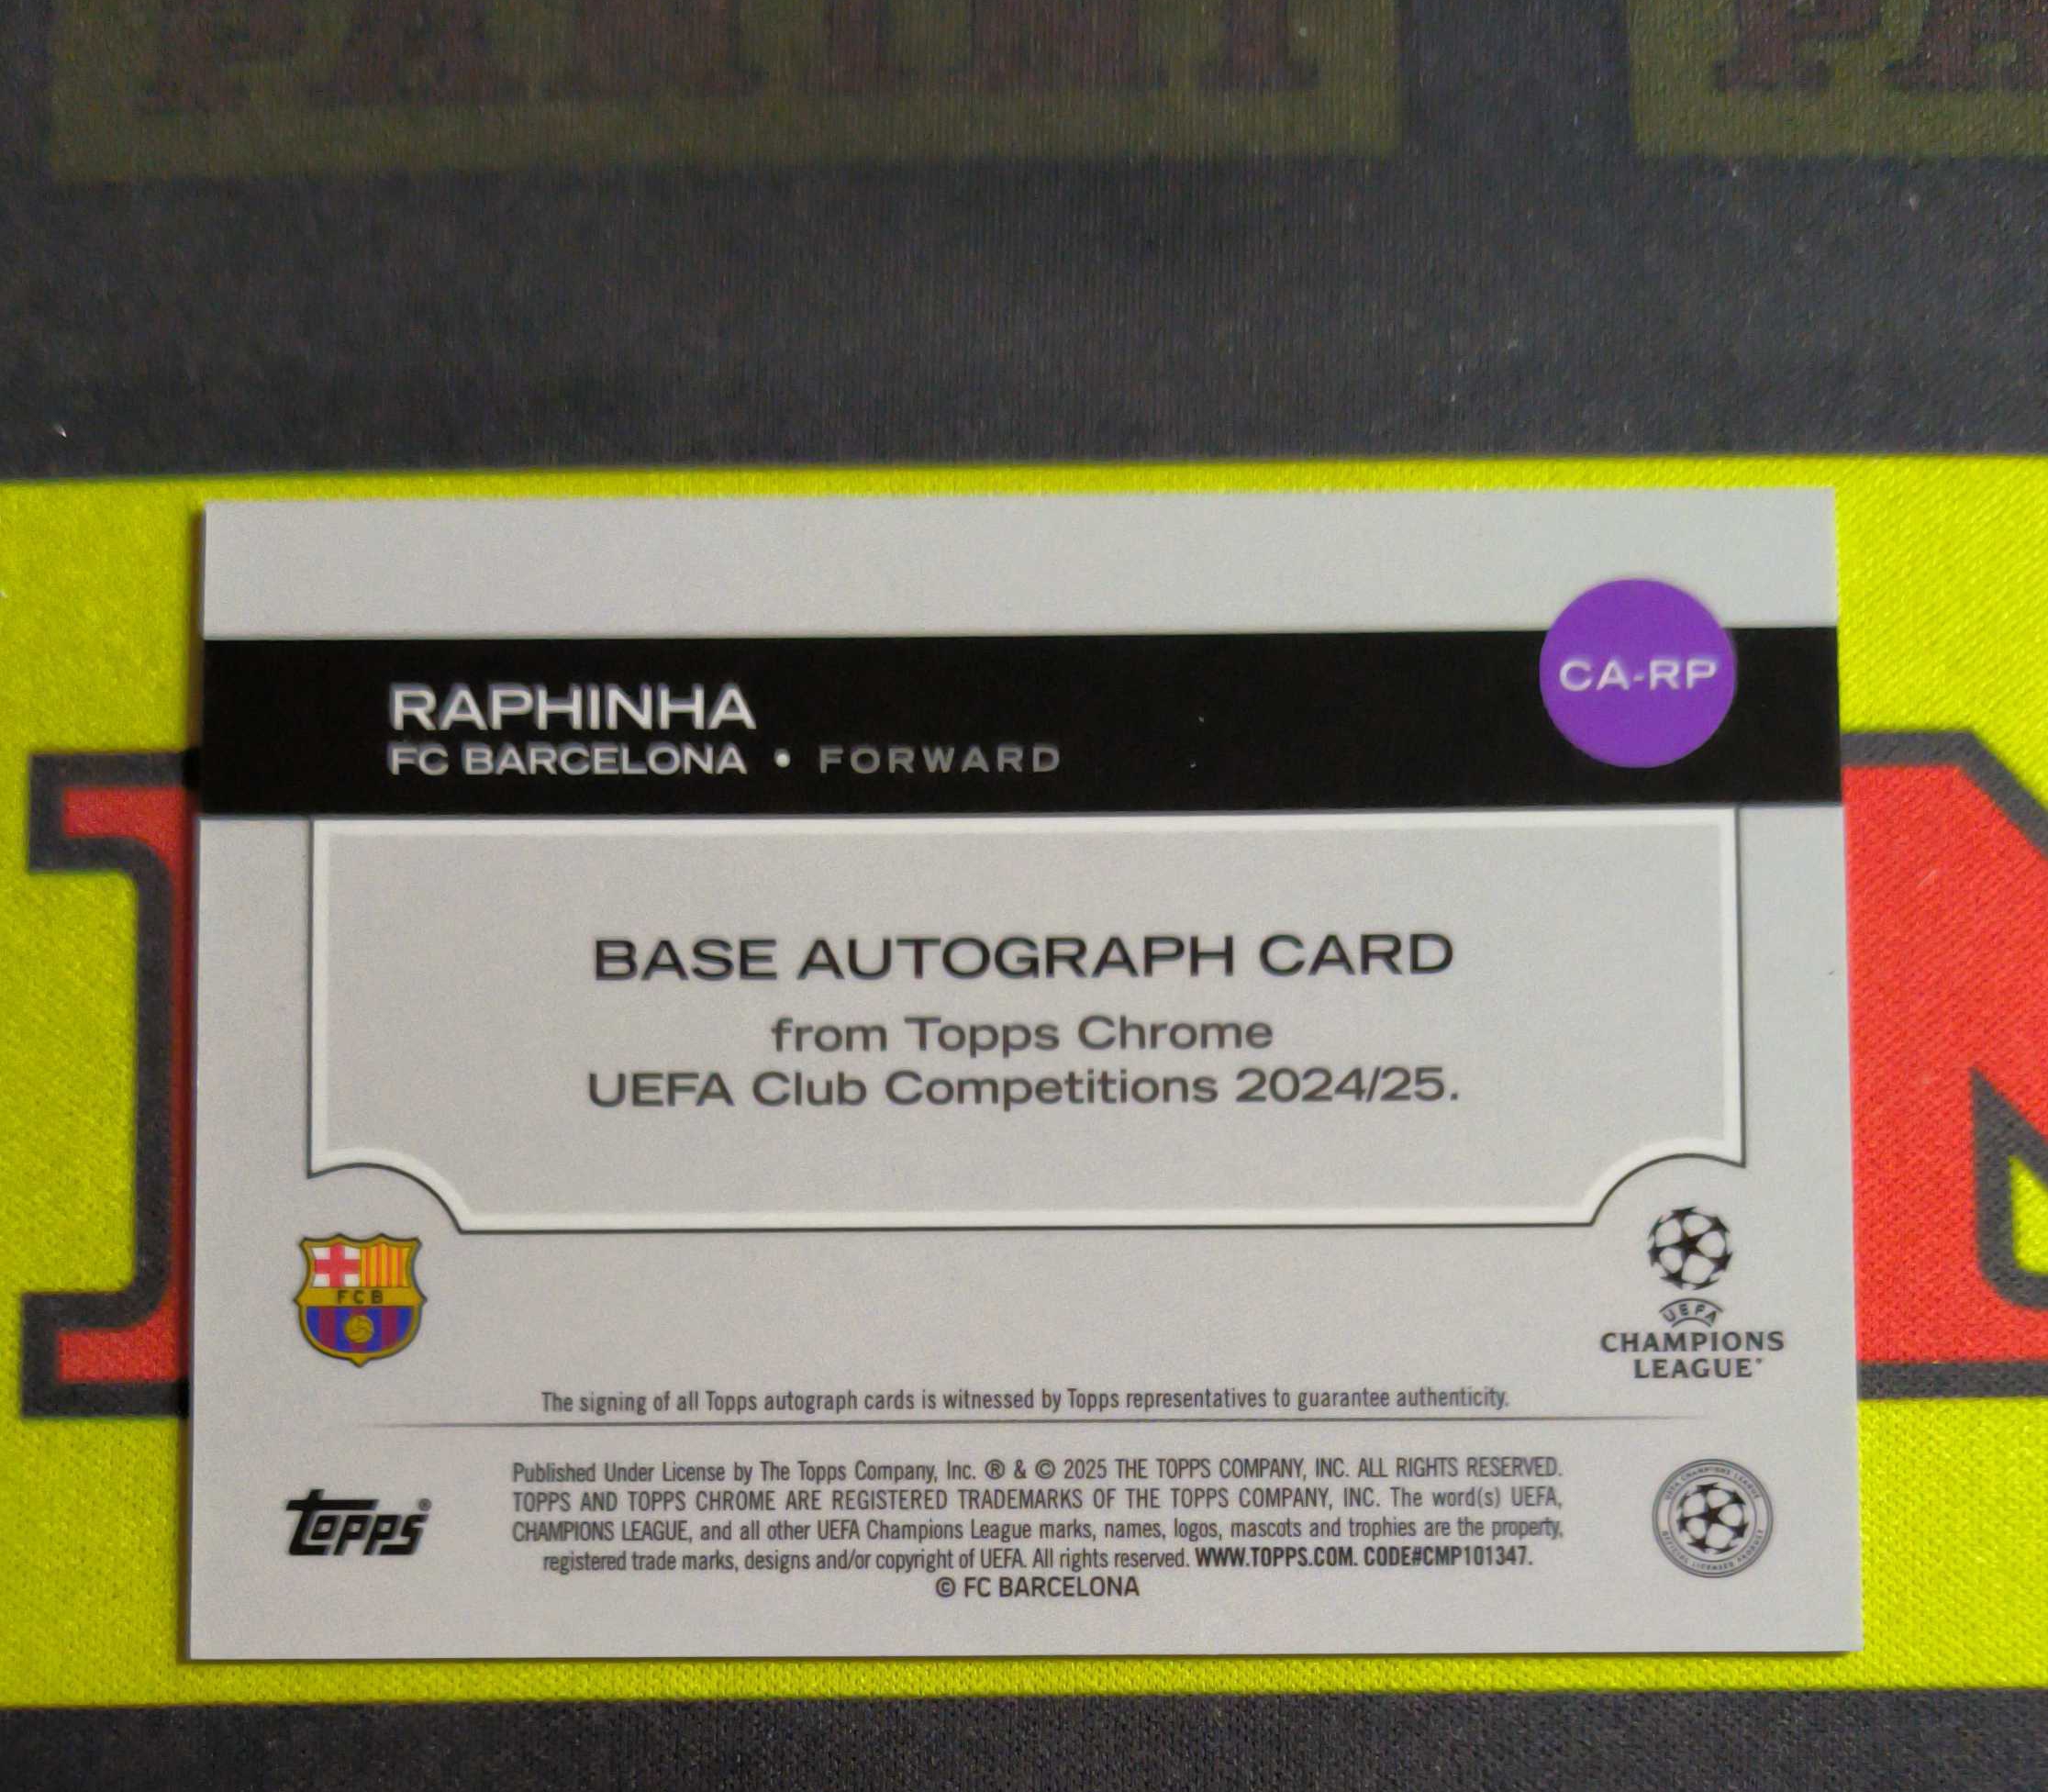 PANINI
RAPHINHA
FC BARCELONA • FORWARD
CA-RP
BASE AUTOGRAPH CARD
from Topps Chrome
UEFA Club Competitions 2024/25.
FCB
UEFA
CHAMPIONS
LEAGUE®
The signing of all Topps autograph cards is witnessed by Topps representatives to guarantee authenticity.
Topps®
Published Under License by The Topps Company, Inc. ® & © 2025 THE TOPPS COMPANY, INC. ALL RIGHTS RESERVED.
TOPPS AND TOPPS CHROME ARE REGISTERED TRADEMARKS OF THE TOPPS COMPANY, INC. The word(s) UEFA,
CHAMPIONS LEAGUE, and all other UEFA Champions League marks, names, logos, mascots and trophies are the property,
registered trade marks, designs and/or copyright of UEFA. All rights reserved. WWW.TOPPS.COM. CODE#CMP101347.
© FC BARCELONA